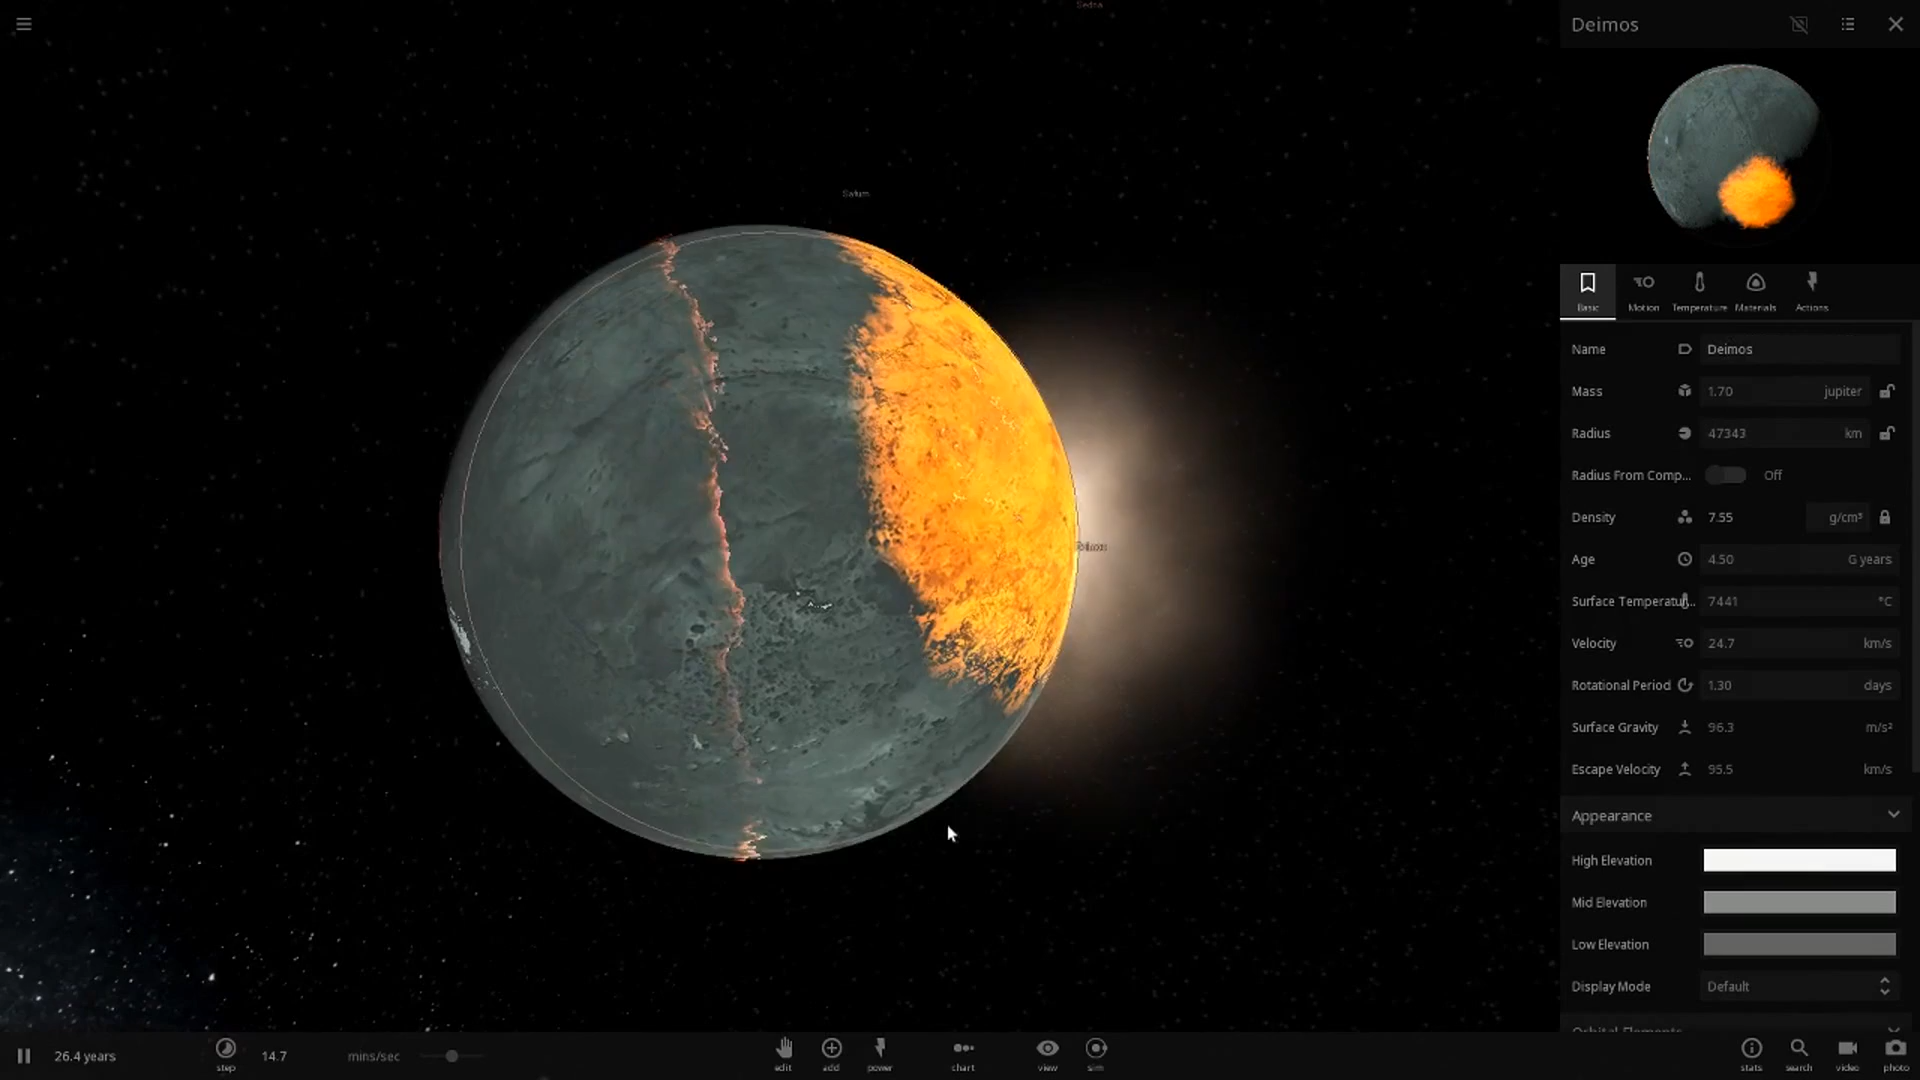 Sedna
Deimos
Saturn
Basic
Motion
Temperature
Materials
Actions
Name
Deimos
Mass
1.70
jupiter
Radius
47343
km
Radius From Comp...
Off
Density
7.55
g/cm³
Age
4.50
G years
Surface Temperatu...
7441
°C
Velocity
24.7
km/s
Rotational Period
1.30
days
Surface Gravity
96.3
m/s²
Escape Velocity
95.5
km/s
Appearance
High Elevation
Mid Elevation
Low Elevation
Display Mode
Default
Orbital Elements
26.4 years
step
14.7
mins/sec
edit
add
power
chart
view
sim
stats
search
video
photo